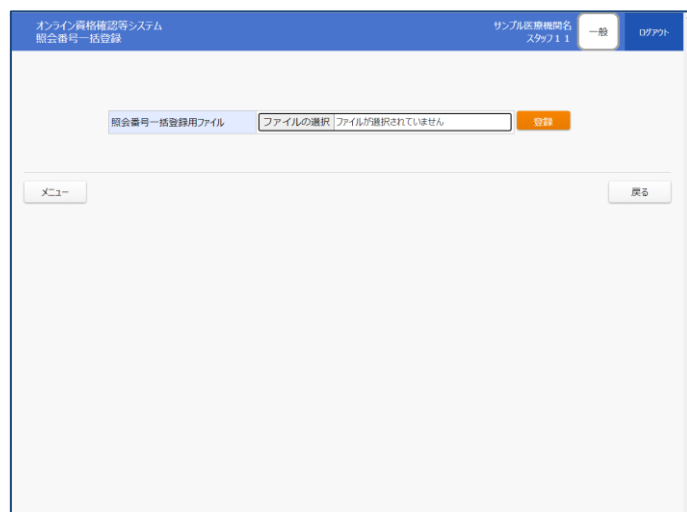 オンライン資格確認等システム
照会番号一括登録
サンプル医療機関名
スタッフ１１
一般
ログアウト
照会番号一括登録用ファイル
ファイルの選択
ファイルが選択されていません
登録
メニュー
戻る